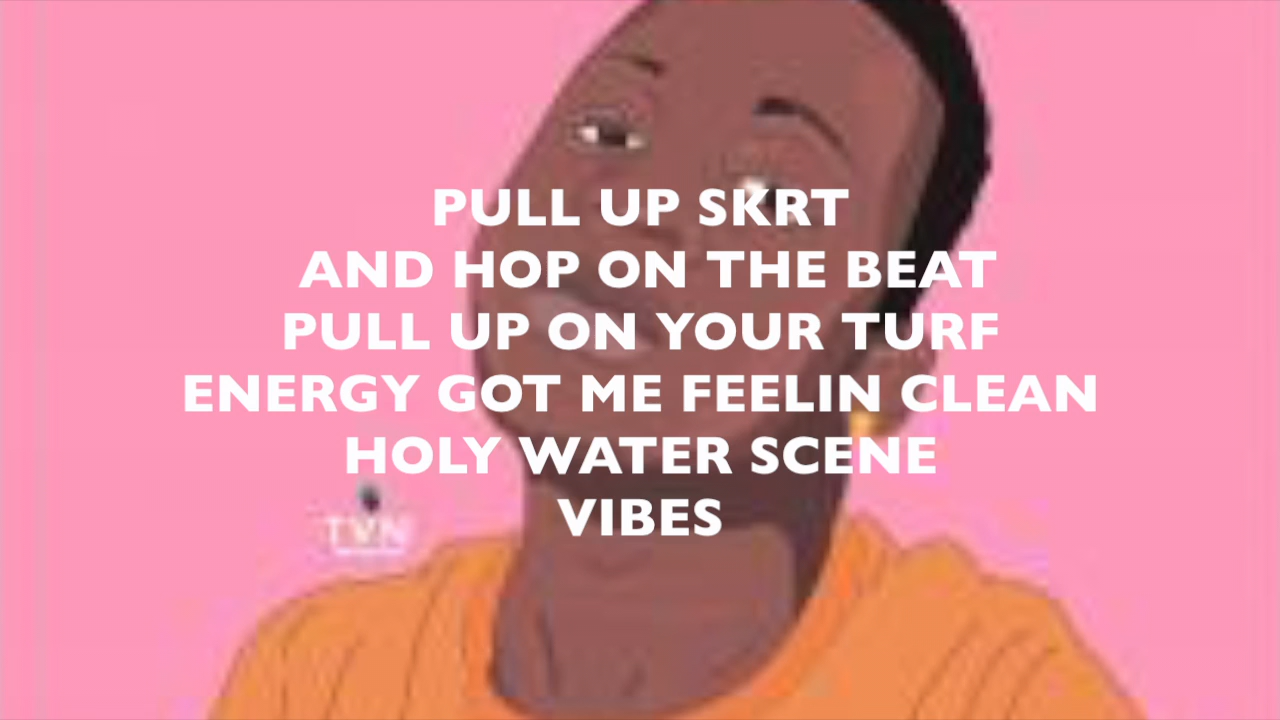 PULL UP SKRT
AND HOP ON THE BEAT
PULL UP ON YOUR TURF
ENERGY GOT ME FEELIN CLEAN
HOLY WATER SCENE
VIBES
TVN